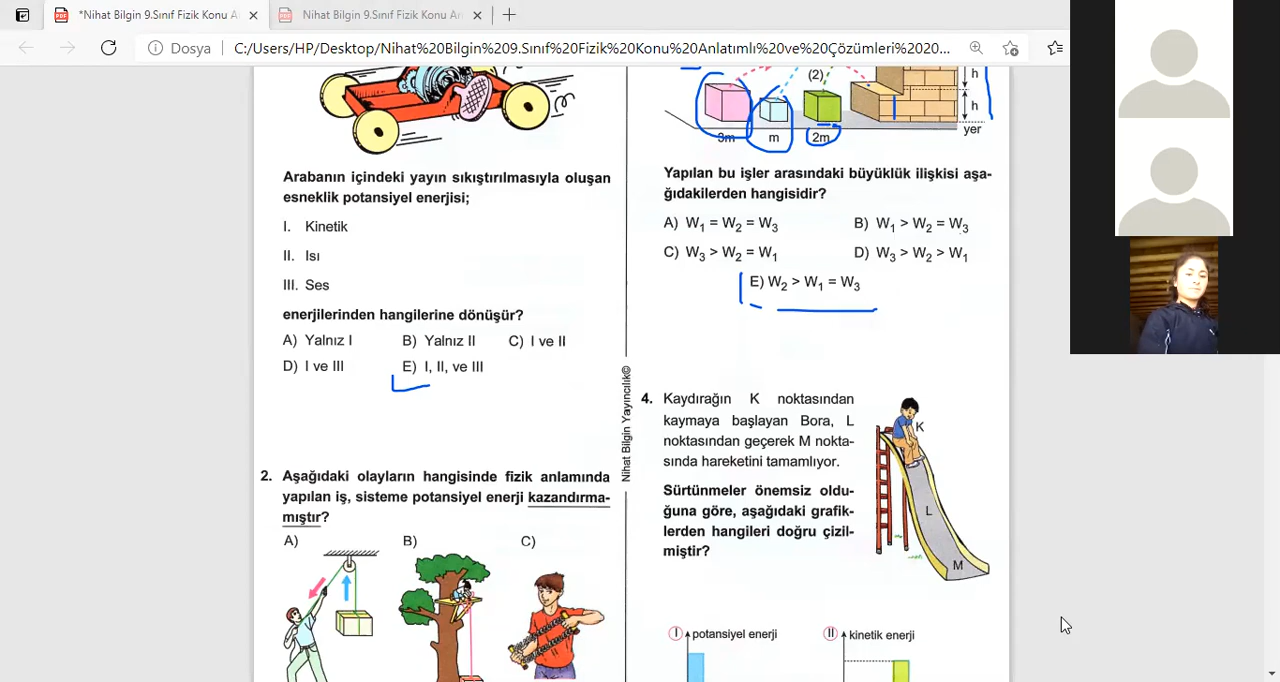 *Nihat Bilgin 9.Sınıf Fizik Konu A
Nihat Bilgin 9.Sınıf Fizik Konu An
Dosya
C:/Users/HP/Desktop/Nihat%20Bilgin%209.Sınıf%20Fizik%20Konu%20Anlatımlı%20ve%20Çözümleri%2020...
Arabanın içindeki yayın sıkıştırılmasıyla oluşan
esneklik potansiyel enerjisi;
I. Kinetik
II. Isı
III. Ses
enerjilerinden hangilerine dönüşür?
A) Yalnız I B) Yalnız II C) I ve II
D) I ve III E) I, II, ve III
2. Aşağıdaki olayların hangisinde fizik anlamında
yapılan iş, sisteme potansiyel enerji kazandırma-
mıştır?
A) B) C)
Nihat Bilgin Yayıncılık©
(2)
h
h
yer
3m m 2m
Yapılan bu işler arasındaki büyüklük ilişkisi aşa-
ğıdakilerden hangisidir?
A) W1 = W2 = W3 B) W1 > W2 = W3
C) W3 > W2 = W1 D) W3 > W2 > W1
E) W2 > W1 = W3
4. Kaydırağın K noktasından
kaymaya başlayan Bora, L
noktasından geçerek M nokta-
sında hareketini tamamlıyor.
Sürtünmeler önemsiz oldu-
ğuna göre, aşağıdaki grafik-
lerden hangileri doğru çizil-
miştir?
K
L
M
I potansiyel enerji
II kinetik enerji